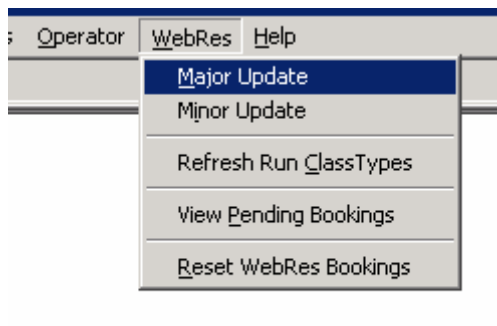 Operator WebRes Help
Major Update
Minor Update
Refresh Run ClassTypes
View Pending Bookings
Reset WebRes Bookings